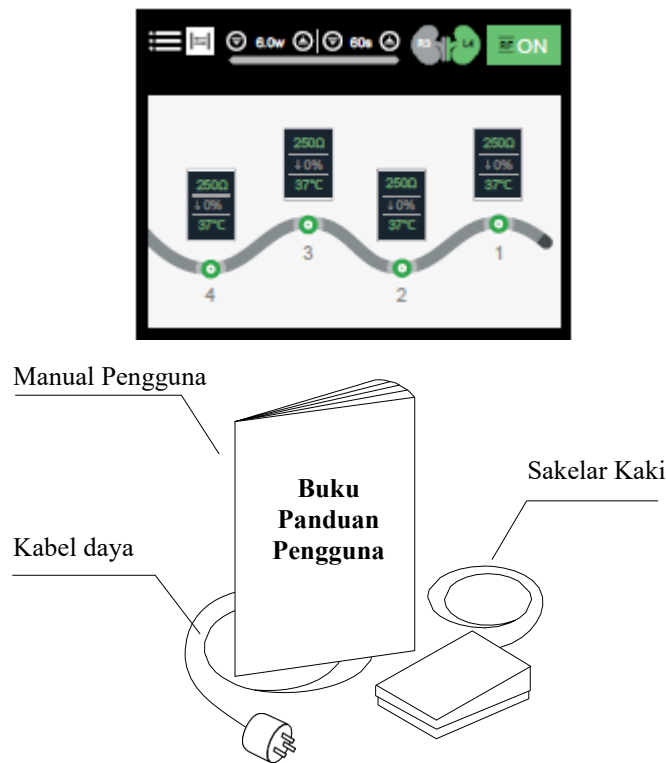 6.0w 60s R3 L4 RF ON
250Ω 250Ω
↓0% ↓0%
37°C 37°C
250Ω 250Ω
↓0% ↓0%
37°C 37°C
3 1
4 2
Manual Pengguna
Buku
Panduan
Pengguna
Sakelar Kaki
Kabel daya